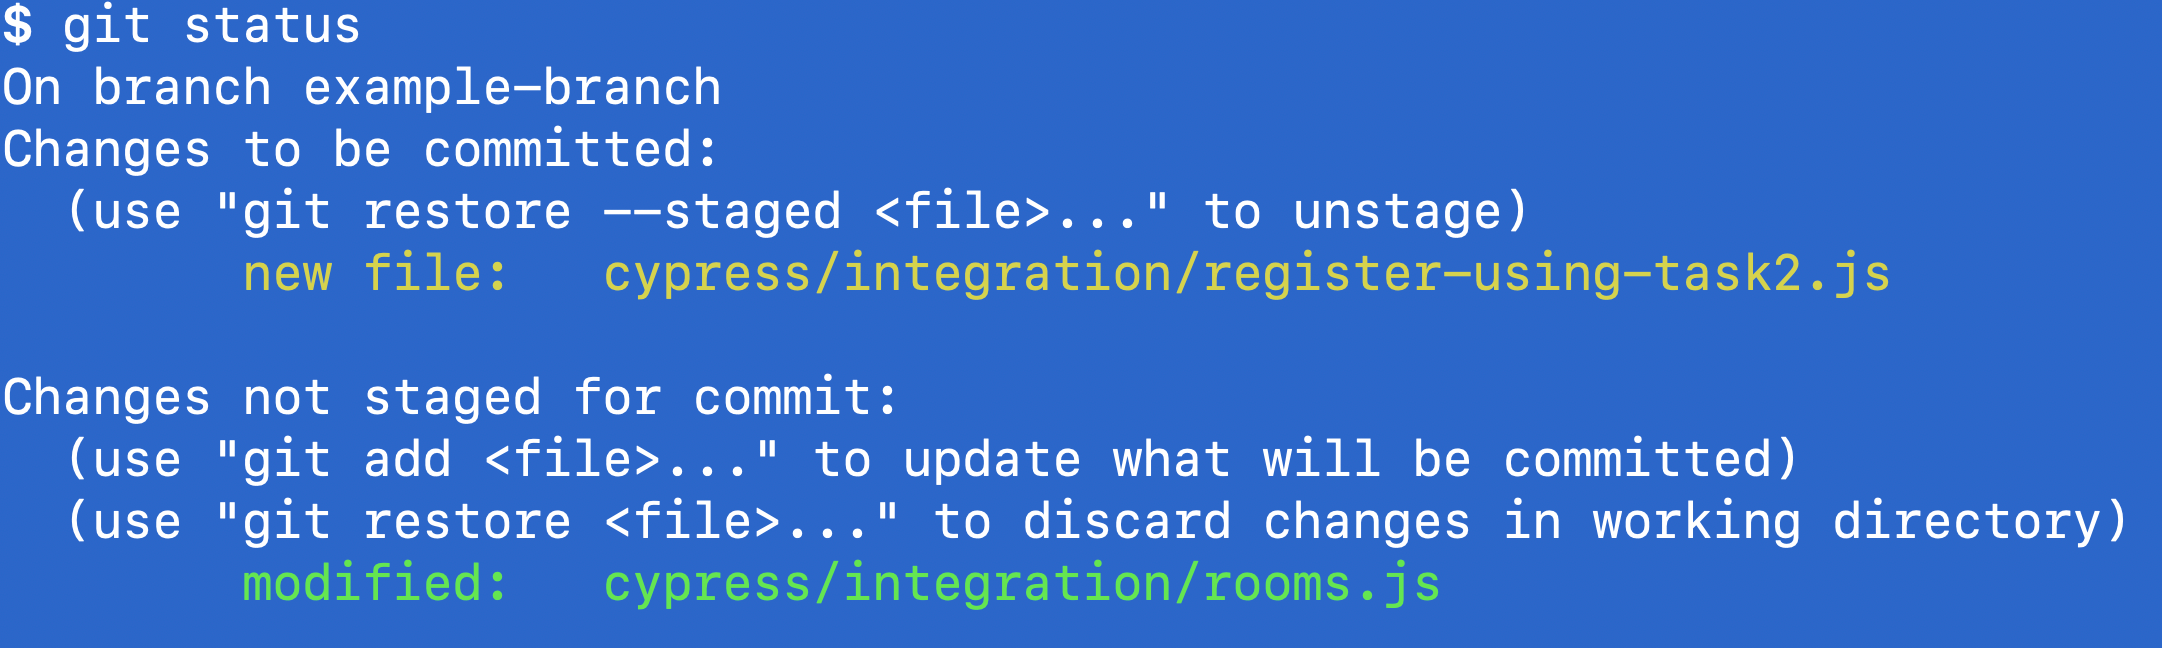 $ git status
On branch example-branch
Changes to be committed:
  (use "git restore --staged <file>..." to unstage)
        new file:   cypress/integration/register-using-task2.js

Changes not staged for commit:
  (use "git add <file>..." to update what will be committed)
  (use "git restore <file>..." to discard changes in working directory)
        modified:   cypress/integration/rooms.js